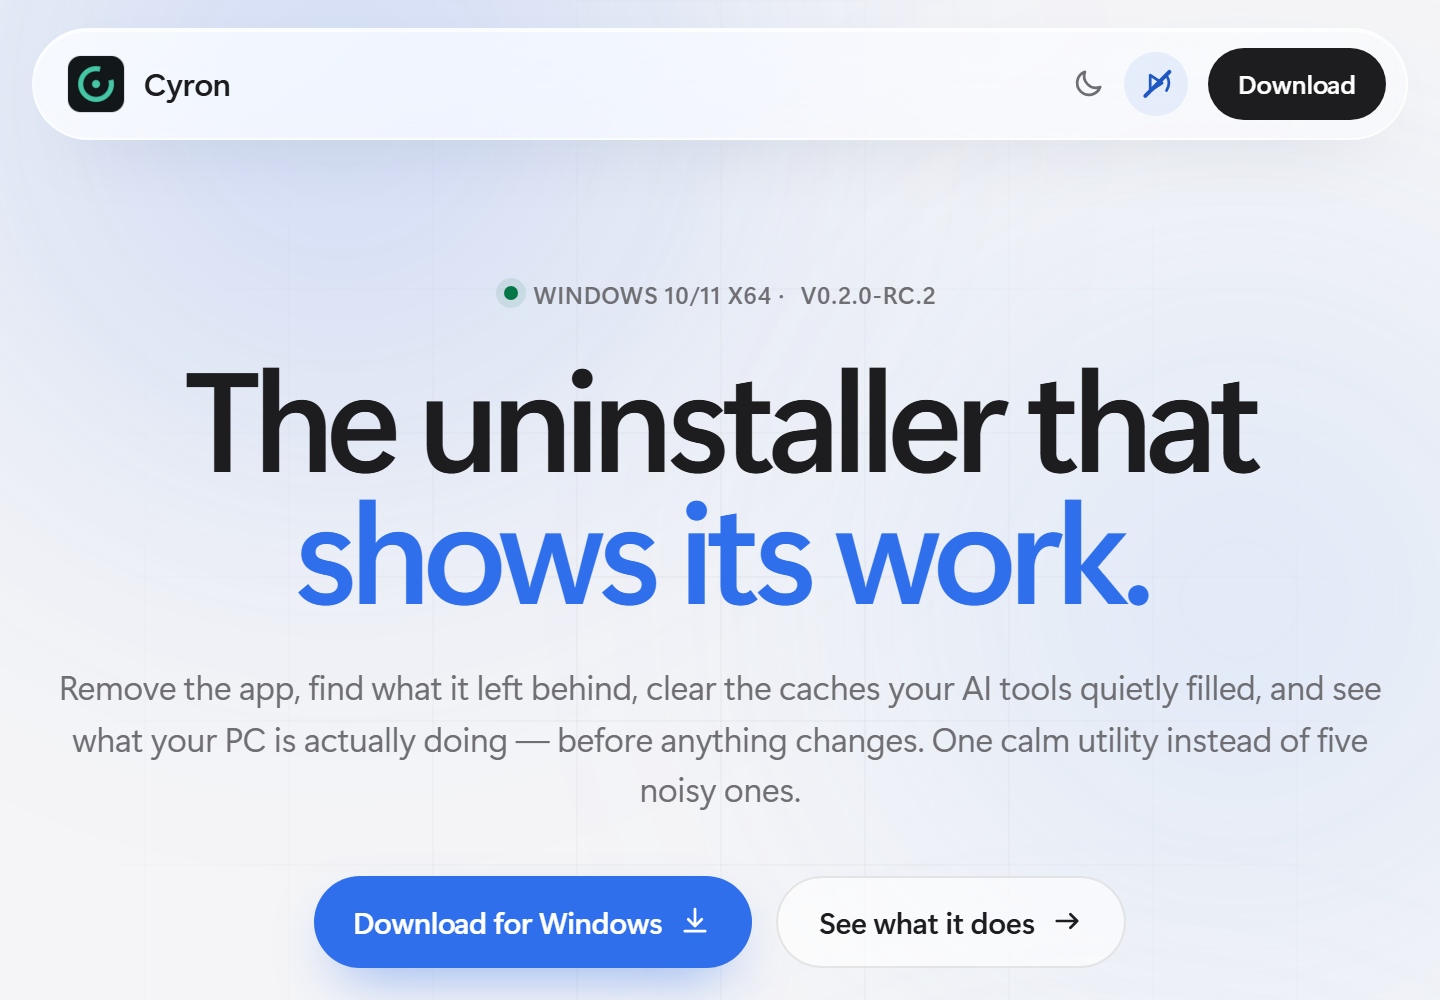 Cyron
Download
WINDOWS 10/11 X64 · V0.2.0-RC.2
The uninstaller that
shows its work.
Remove the app, find what it left behind, clear the caches your AI tools quietly filled, and see
what your PC is actually doing — before anything changes. One calm utility instead of five
noisy ones.
Download for Windows
See what it does